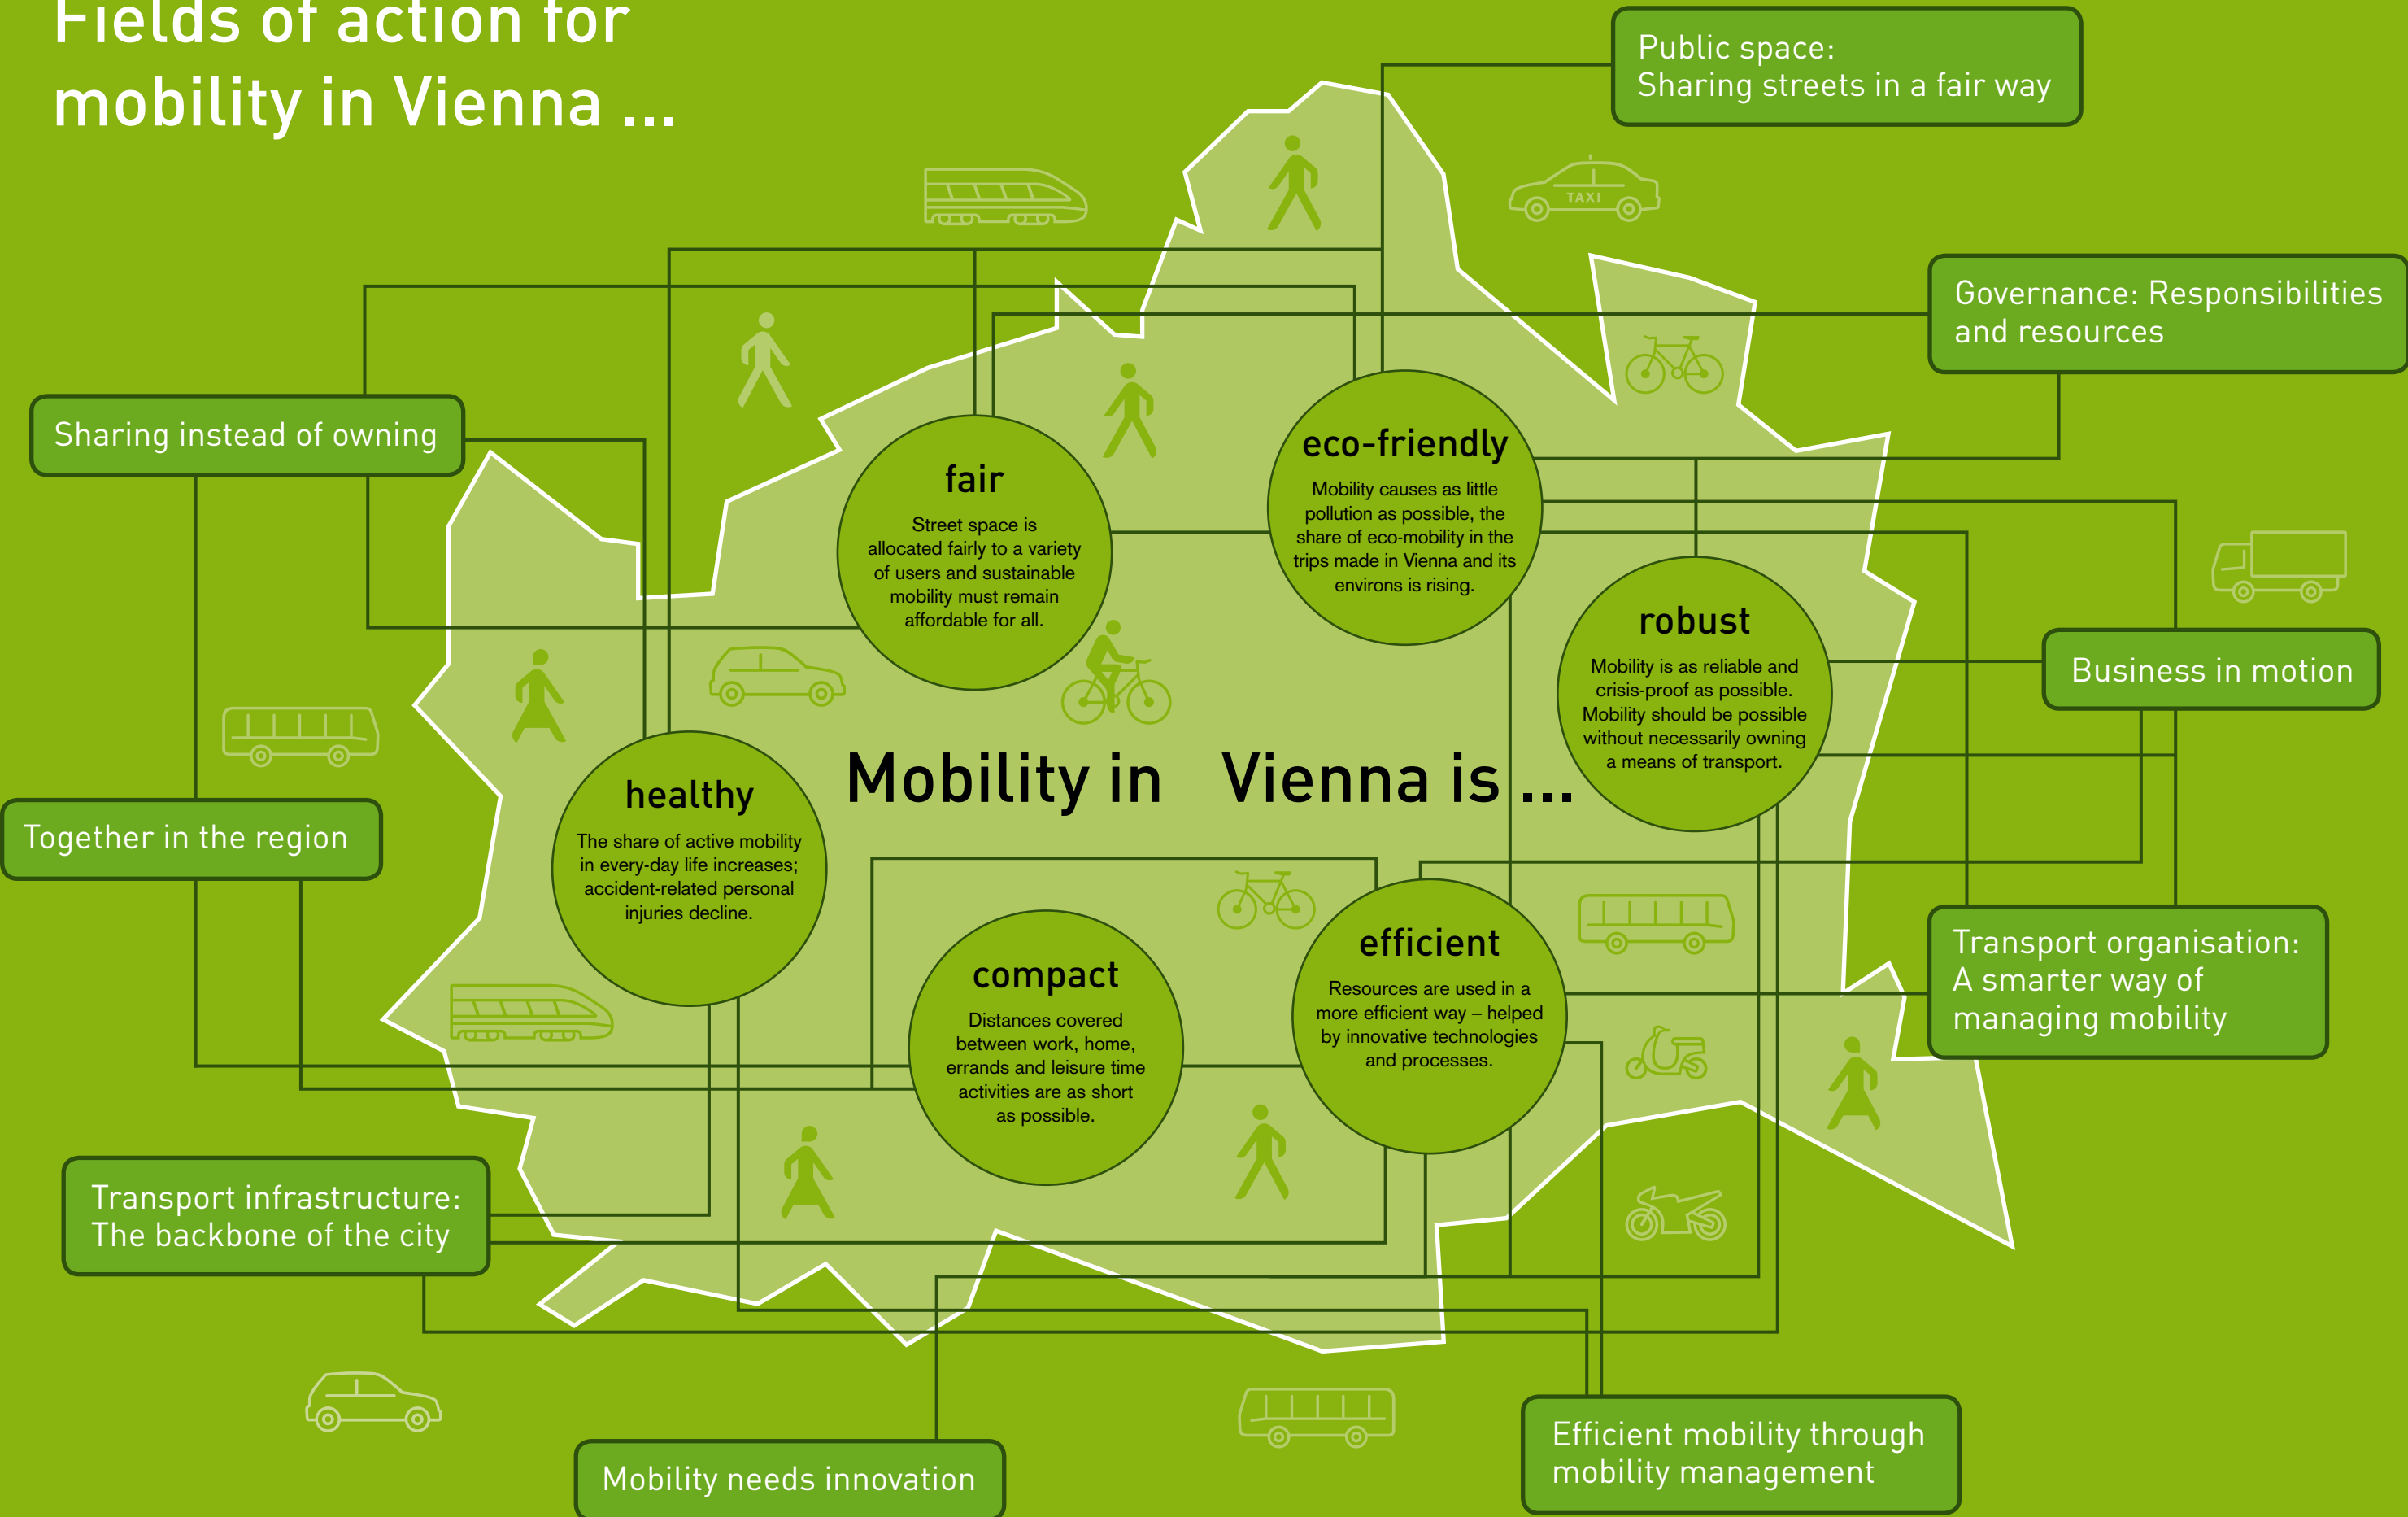 Fields of action for
mobility in Vienna ...
Public space:
Sharing streets in a fair way
TAXI
Governance: Responsibilities
and resources
Sharing instead of owning
fair
Street space is
allocated fairly to a variety
of users and sustainable
mobility must remain
affordable for all.
eco-friendly
Mobility causes as little
pollution as possible, the
share of eco-mobility in the
trips made in Vienna and its
environs is rising.
robust
Mobility is as reliable and
crisis-proof as possible.
Mobility should be possible
without necessarily owning
a means of transport.
Business in motion
Mobility in Vienna is ...
healthy
The share of active mobility
in every-day life increases;
accident-related personal
injuries decline.
Together in the region
compact
Distances covered
between work, home,
errands and leisure time
activities are as short
as possible.
efficient
Resources are used in a
more efficient way – helped
by innovative technologies
and processes.
Transport organisation:
A smarter way of
managing mobility
Transport infrastructure:
The backbone of the city
Mobility needs innovation
Efficient mobility through
mobility management